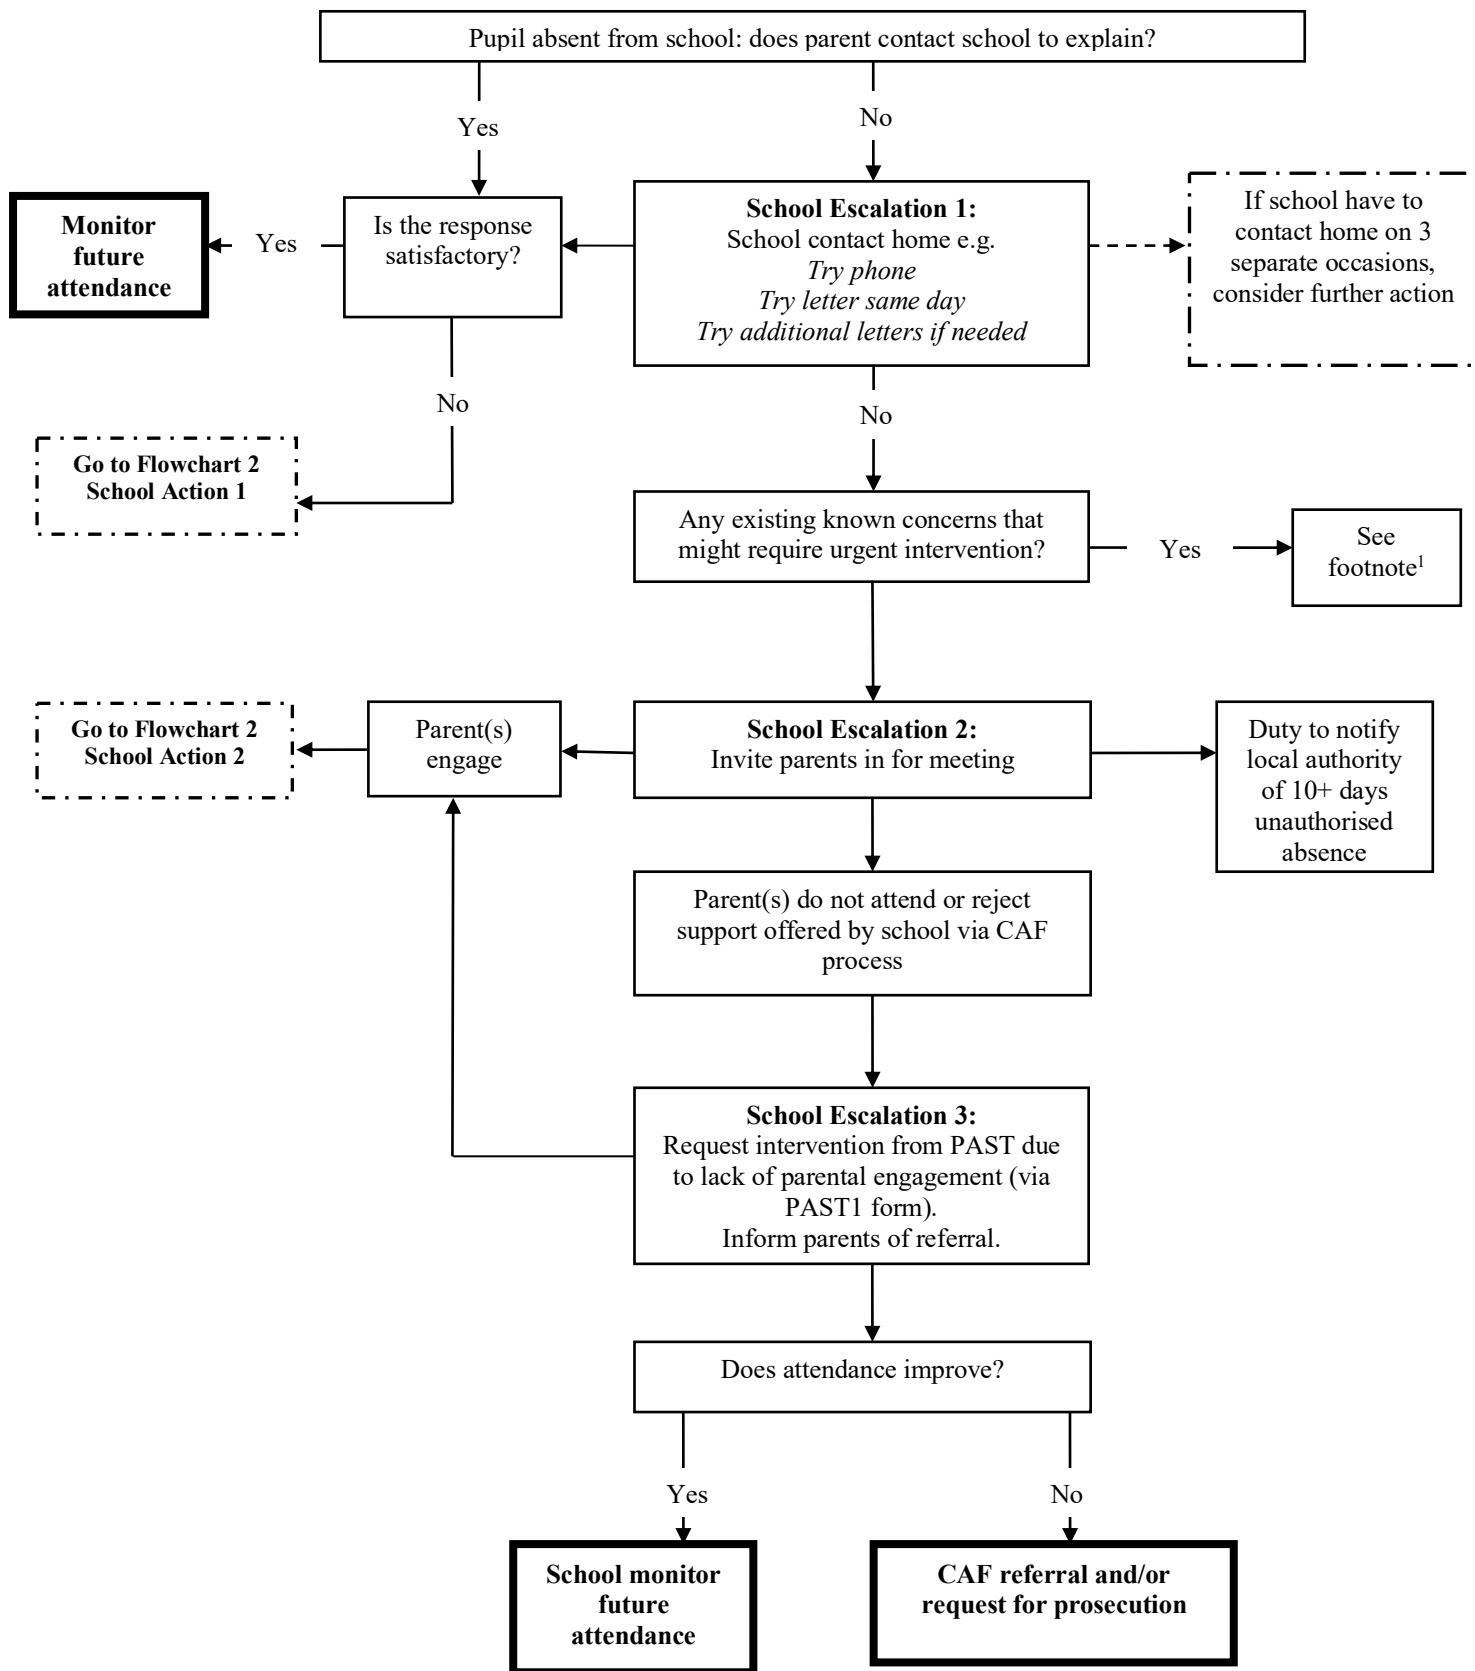 Pupil absent from school: does parent contact school to explain?
Yes
No
Monitor
future
attendance
Yes
Is the response
satisfactory?
School Escalation 1:
School contact home e.g.
Try phone
Try letter same day
Try additional letters if needed
If school have to
contact home on 3
separate occasions,
consider further action
No
No
Go to Flowchart 2
School Action 1
Any existing known concerns that
might require urgent intervention?
Yes
See
footnote¹
Go to Flowchart 2
School Action 2
Parent(s)
engage
School Escalation 2:
Invite parents in for meeting
Duty to notify
local authority
of 10+ days
unauthorised
absence
Parent(s) do not attend or reject
support offered by school via CAF
process
School Escalation 3:
Request intervention from PAST due
to lack of parental engagement (via
PAST1 form).
Inform parents of referral.
Does attendance improve?
Yes
No
School monitor
future
attendance
CAF referral and/or
request for prosecution